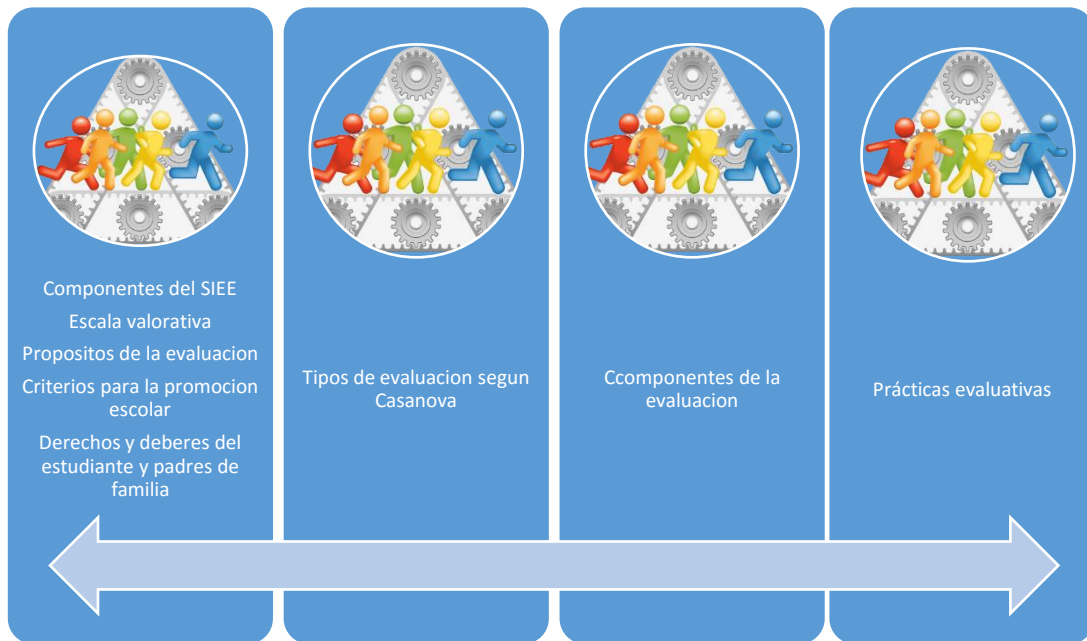 Componentes del SIEE
Escala valorativa
Propositos de la evaluacion
Criterios para la promocion
escolar
Derechos y deberes del
estudiante y padres de
familia
Tipos de evaluacion segun
Casanova
Ccomponentes de la
evaluacion
Prácticas evaluativas